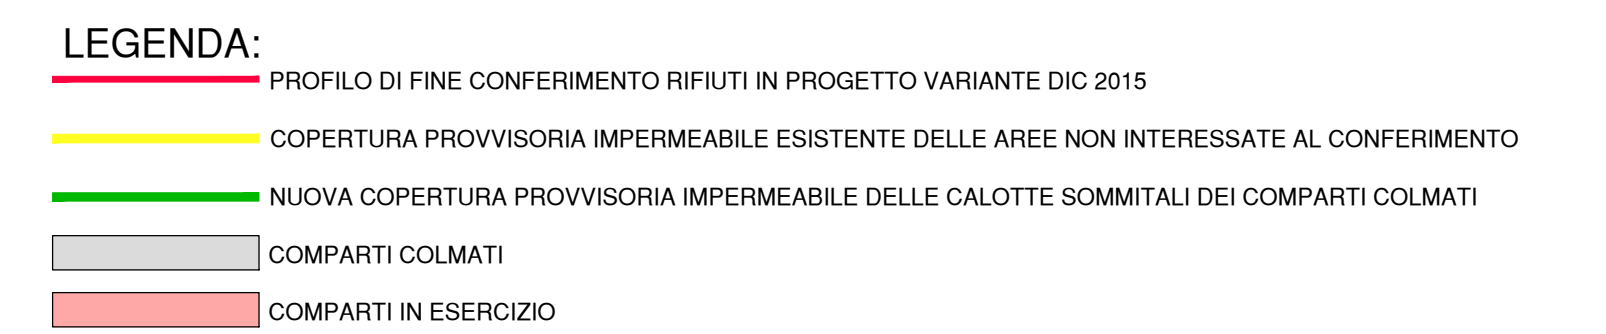 LEGENDA:
PROFILO DI FINE CONFERIMENTO RIFIUTI IN PROGETTO VARIANTE DIC 2015
COPERTURA PROVVISORIA IMPERMEABILE ESISTENTE DELLE AREE NON INTERESSATE AL CONFERIMENTO
NUOVA COPERTURA PROVVISORIA IMPERMEABILE DELLE CALOTTE SOMMITALI DEI COMPARTI COLMATI
COMPARTI COLMATI
COMPARTI IN ESERCIZIO